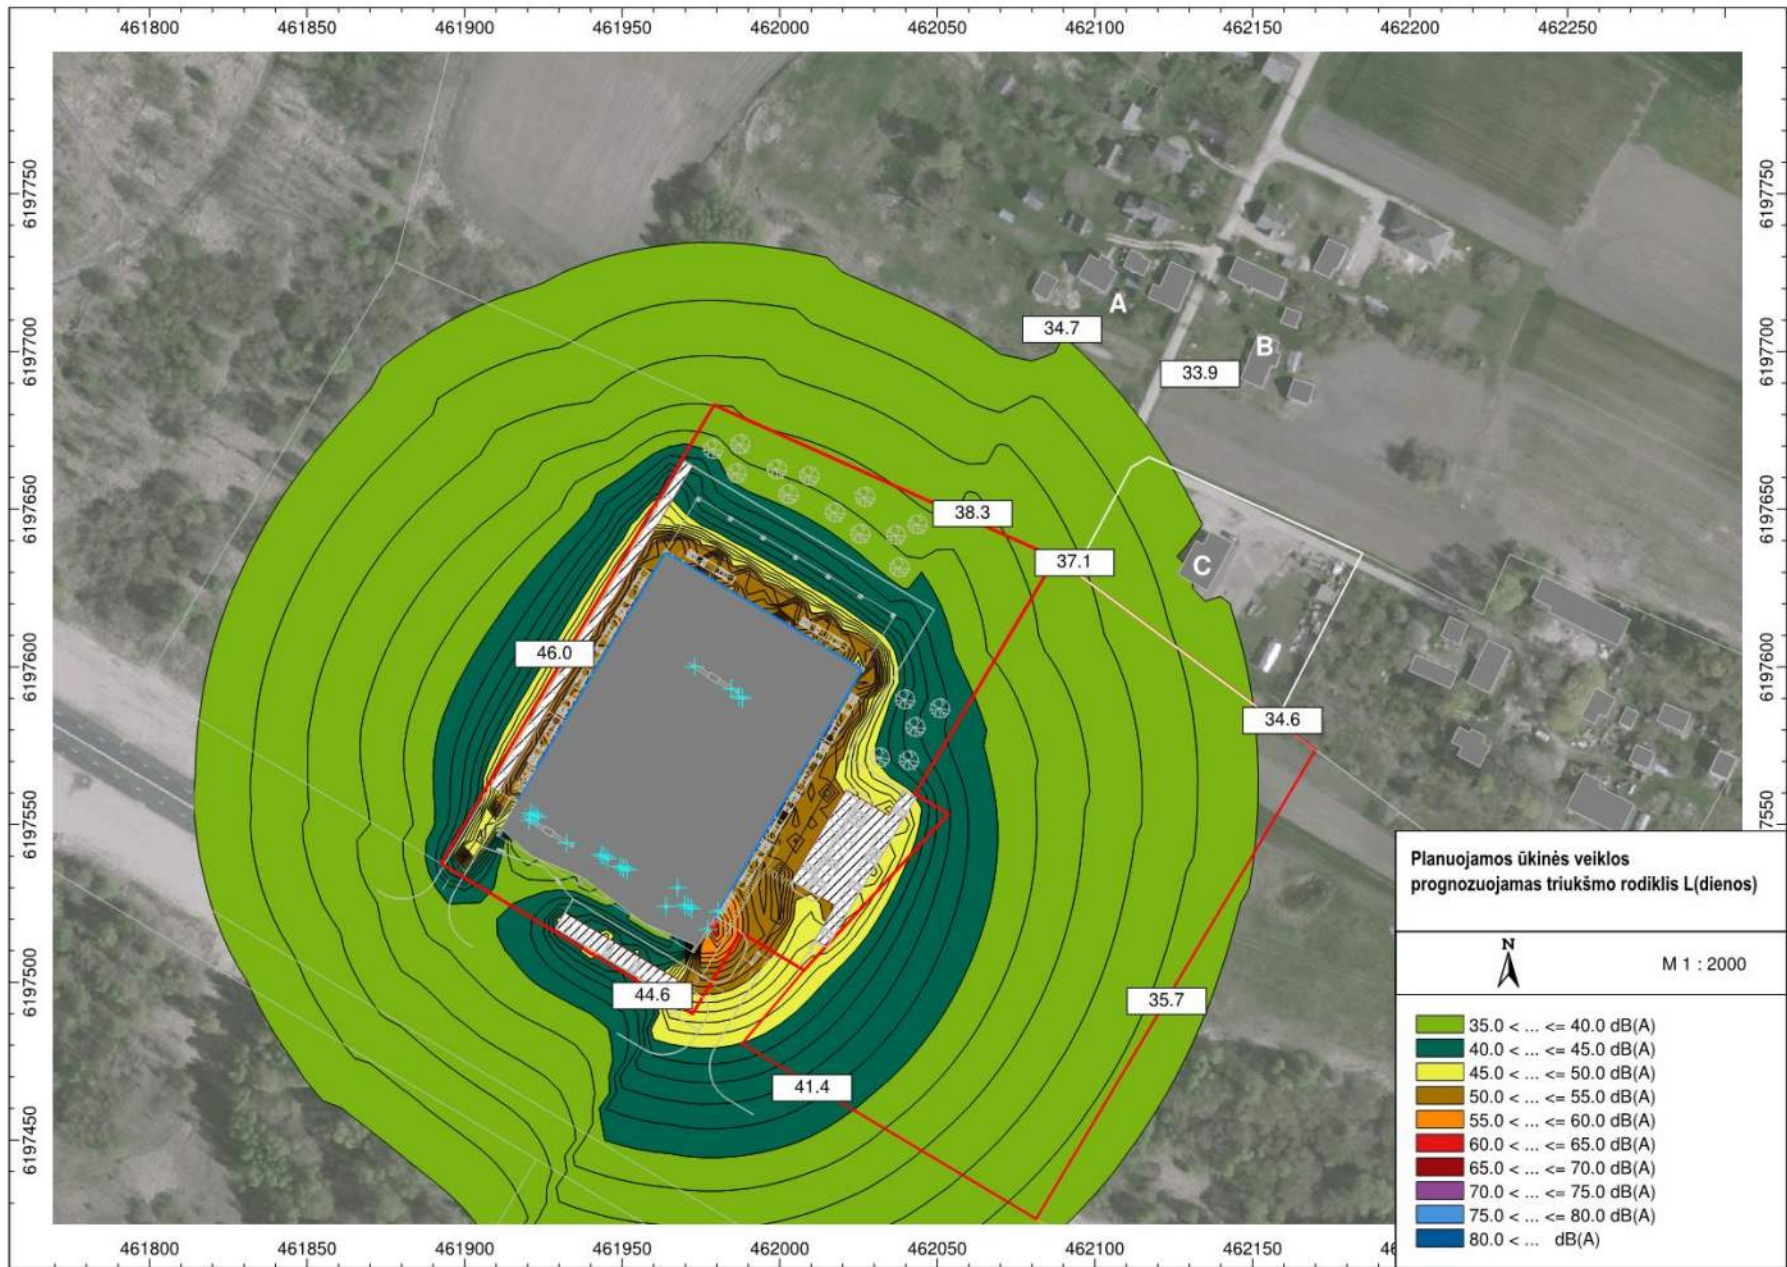 461800 461850 461900 461950 462000 462050 462100 462150 462200 462250
6197750 6197750
6197700 6197700
A
34.7
B
33.9
6197650 6197650
38.3
37.1
C
46.0
6197600 6197600
34.6
6197550 7550
Planuojamos ūkinės veiklos
prognozuojamas triukšmo rodiklis L(dienos)
N
M 1 : 2000
6197500
44.6
35.7
41.4
6197450
35.0 < ... <= 40.0 dB(A)
40.0 < ... <= 45.0 dB(A)
45.0 < ... <= 50.0 dB(A)
50.0 < ... <= 55.0 dB(A)
55.0 < ... <= 60.0 dB(A)
60.0 < ... <= 65.0 dB(A)
65.0 < ... <= 70.0 dB(A)
70.0 < ... <= 75.0 dB(A)
75.0 < ... <= 80.0 dB(A)
80.0 < ... dB(A)
461800 461850 461900 461950 462000 462050 462100 462150